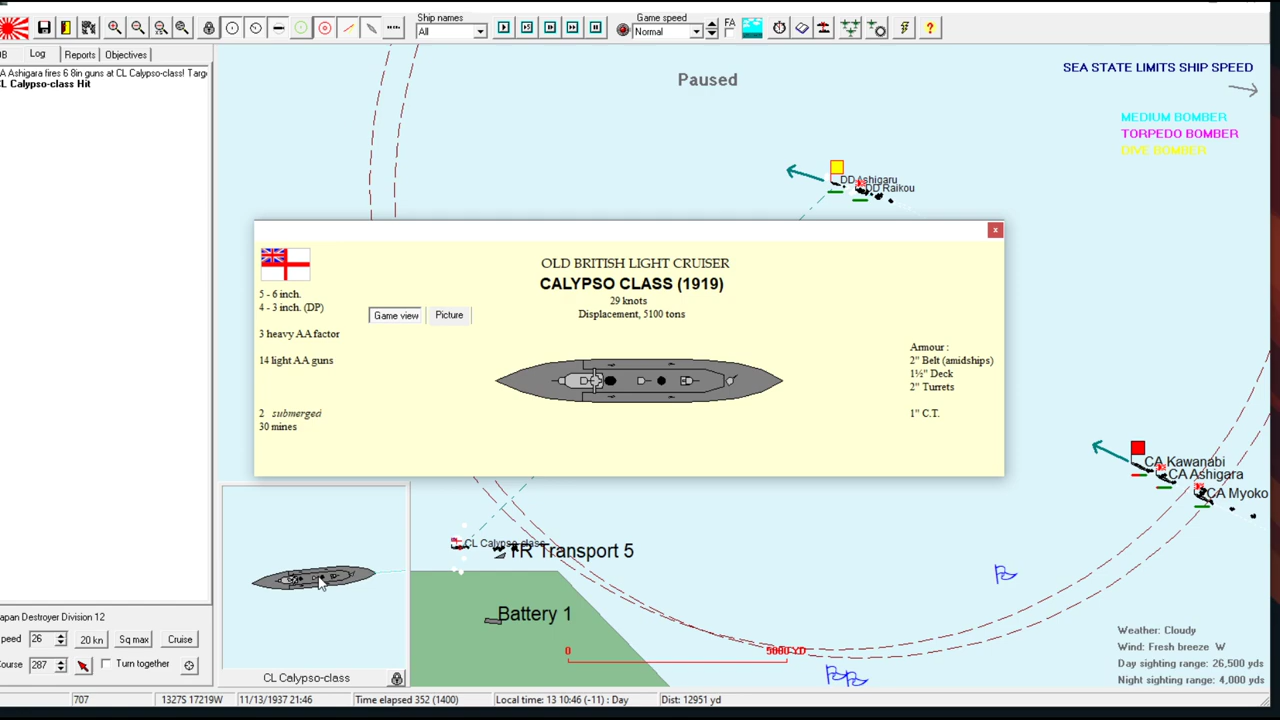 Ship names
Game speed
All
Normal
FA
DB
Log
Reports
Objectives
A Ashigara fires 6 8in guns at CL Calypso-class! Targe
CL Calypso-class Hit
Paused
SEA STATE LIMITS SHIP SPEED
MEDIUM BOMBER
TORPEDO BOMBER
DIVE BOMBER
DD Ashigaru
DD Raikou
x
OLD BRITISH LIGHT CRUISER
CALYPSO CLASS (1919)
29 knots
Displacement, 5100 tons
5 - 6 inch.
4 - 3 inch. (DP)
3 heavy AA factor
14 light AA guns
2 submerged
30 mines
Game view
Picture
Armour :
2" Belt (amidships)
1½" Deck
2" Turrets
1" C.T.
CA Kawanabi
CA Ashigara
CA Myoko
CL Calypso-class
TR Transport 5
Battery 1
0
5000 YD
Weather: Cloudy
Wind: Fresh breeze W
Day sighting range: 26,500 yds
Night sighting range: 4,000 yds
apan Destroyer Division 12
peed
26
20 kn
Sq max
Cruise
Course
287
Turn together
CL Calypso-class
707
1327S 17219W
11/13/1937 21:46
Time elapsed 352 (1400)
Local time: 13 10:46 (-11) : Day
Dist: 12951 yd